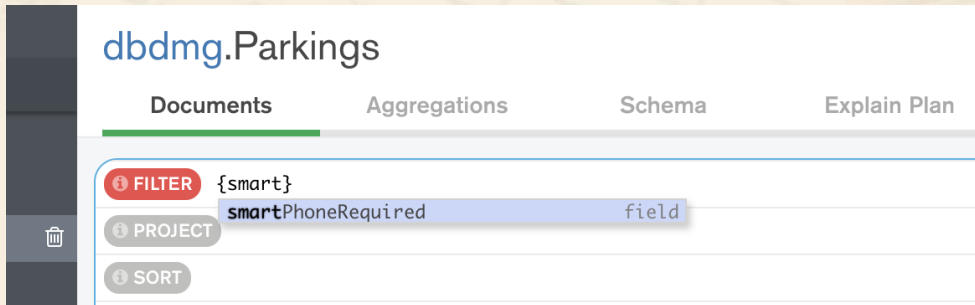 dbdmg.Parkings
Documents Aggregations Schema Explain Plan
FILTER {smart}
smartPhoneRequired field
PROJECT
SORT